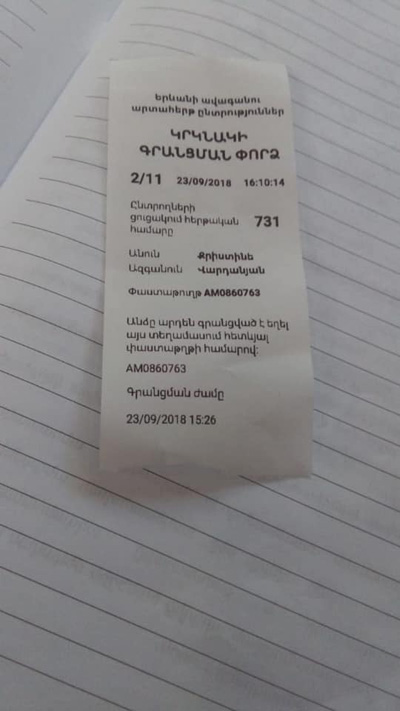 Երևանի ավագանու
արտահերթ ընտրություններ
ԿՐԿՆԱԿԻ
ԳՐԱՆՑՄԱՆ ՓՈՐՁ
2/11 23/09/2018 16:10:14
Ընտրողների
ցուցակում հերթական 731
համարը
Անուն Քրիստինե
Ազգանուն Վարդանյան
Փաստաթուղթ AM0860763
Անձը արդեն գրանցված է եղել
այս տեղամասում հետևյալ
փաստաթղթի համարով:
AM0860763
Գրանցման ժամը
23/09/2018 15:26